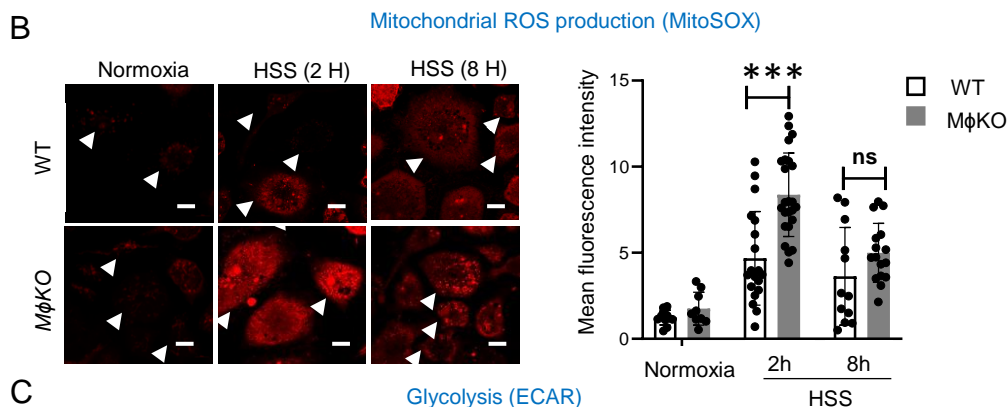 B
Mitochondrial ROS production (MitoSOX)
Normoxia
HSS (2 H)
HSS (8 H)
WT
MϕKO
Mean fluorescence intensity
15
10
5
0
***
ns
WT
MϕKO
Normoxia
2h
8h
HSS
C
Glycolysis (ECAR)